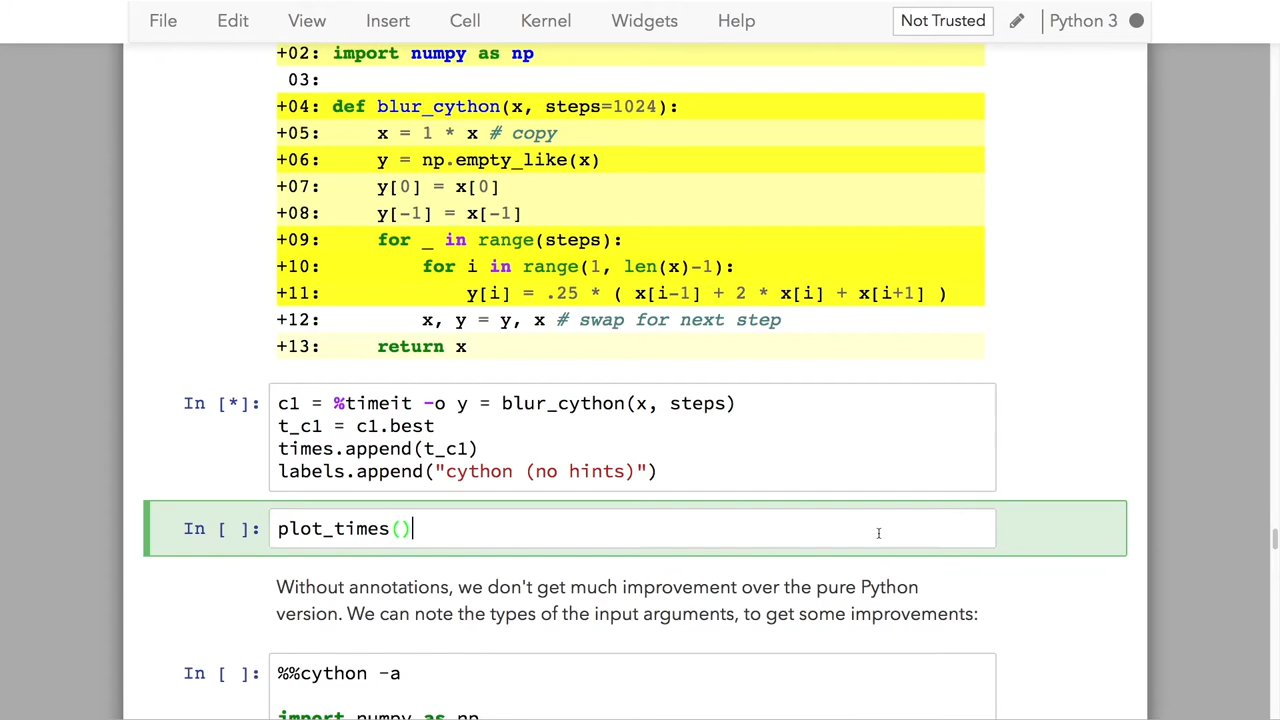 File Edit View Insert Cell Kernel Widgets Help Not Trusted Python 3
+02: import numpy as np
03:
+04: def blur_cython(x, steps=1024):
+05: x = 1 * x # copy
+06: y = np.empty_like(x)
+07: y[0] = x[0]
+08: y[-1] = x[-1]
+09: for _ in range(steps):
+10: for i in range(1, len(x)-1):
+11: y[i] = .25 * ( x[i-1] + 2 * x[i] + x[i+1] )
+12: x, y = y, x # swap for next step
+13: return x
In [*]: c1 = %timeit -o y = blur_cython(x, steps)
t_c1 = c1.best
times.append(t_c1)
labels.append("cython (no hints)")
In [ ]: plot_times()
Without annotations, we don't get much improvement over the pure Python
version. We can note the types of the input arguments, to get some improvements:
In [ ]: %%cython -a
import numpy as np